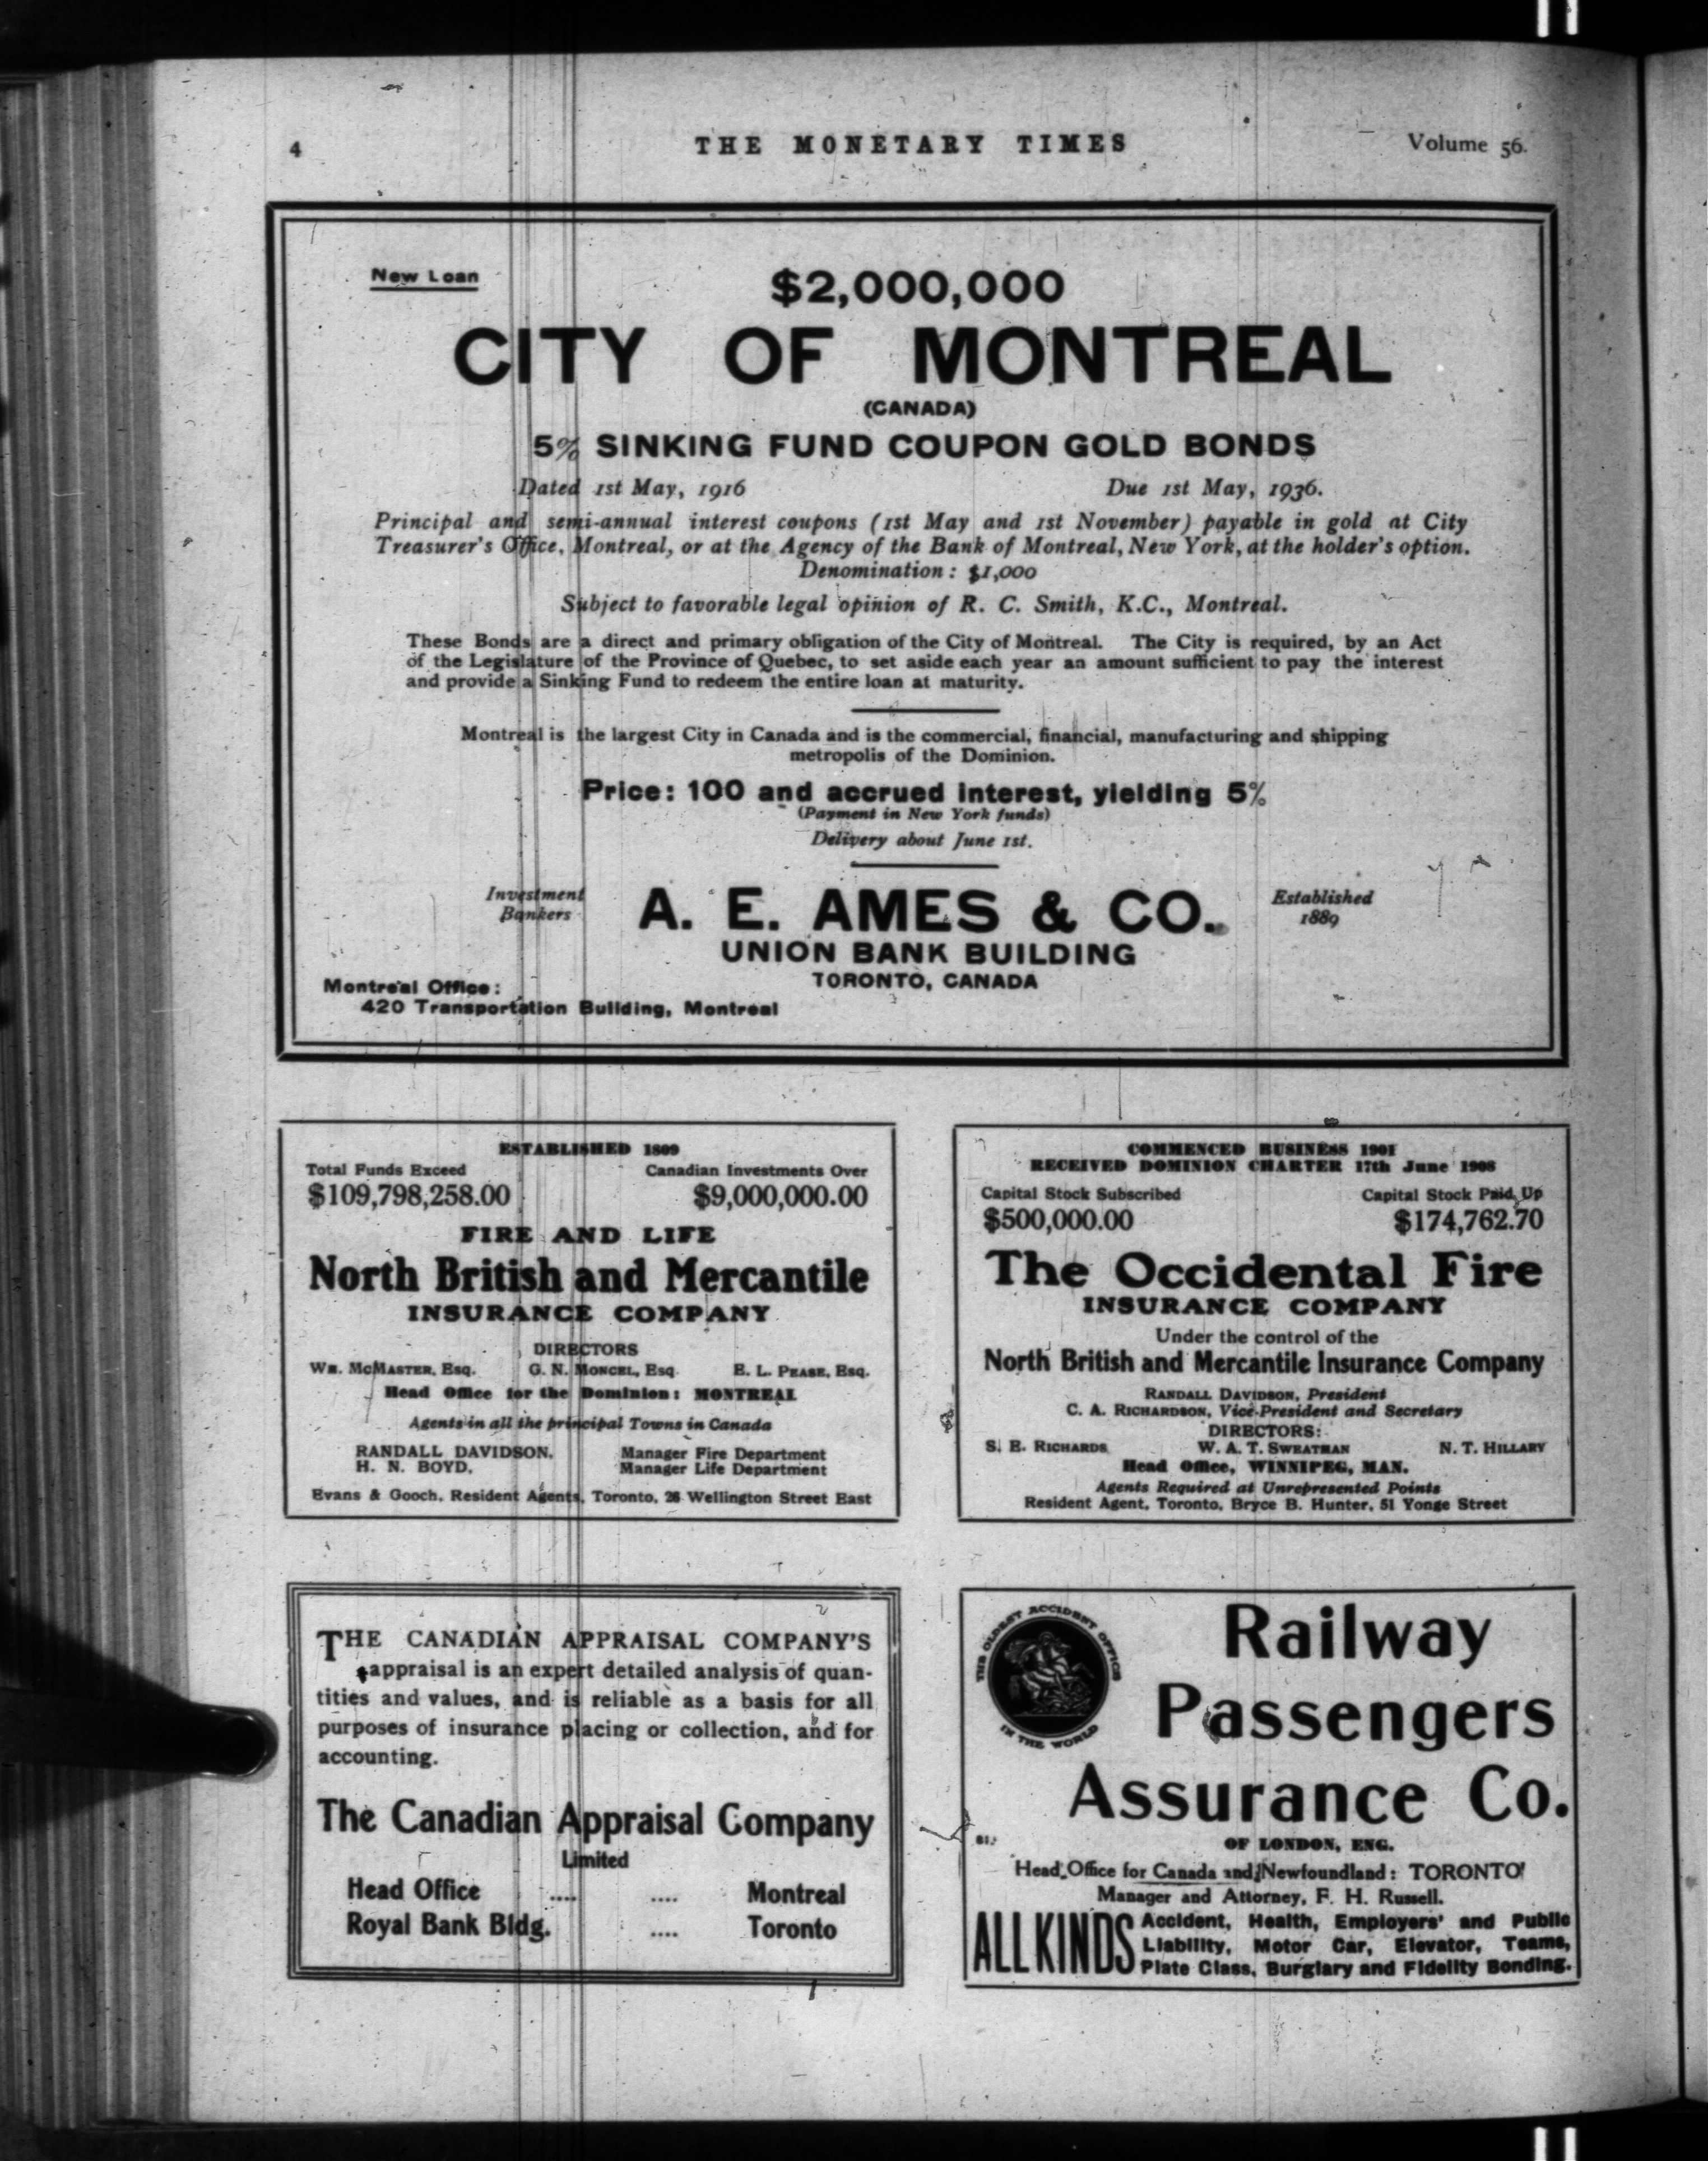 4
THE MONETARY TIMES
Volume 56.
New Loan
$2,000,000
CITY OF MONTREAL
(CANADA)
5% SINKING FUND COUPON GOLD BONDS
Dated 1st May, 1916 Due 1st May, 1936.
Principal and semi-annual interest coupons (1st May and 1st November) payable in gold at City
Treasurer's Office, Montreal, or at the Agency of the Bank of Montreal, New York, at the holder's option.
Denomination: $1,000
Subject to favorable legal opinion of R. C. Smith, K.C., Montreal.
These Bonds are a direct and primary obligation of the City of Montreal. The City is required, by an Act
of the Legislature of the Province of Quebec, to set aside each year an amount sufficient to pay the interest
and provide a Sinking Fund to redeem the entire loan at maturity.
Montreal is the largest City in Canada and is the commercial, financial, manufacturing and shipping
metropolis of the Dominion.
Price: 100 and accrued interest, yielding 5%
(Payment in New York funds)
Delivery about June 1st.
Investment
Bankers
A. E. AMES & CO.
Established
1889
UNION BANK BUILDING
TORONTO, CANADA
Montreal Office:
420 Transportation Building, Montreal
ESTABLISHED 1809
Total Funds Exceed Canadian Investments Over
$109,798,258.00 $9,000,000.00
FIRE AND LIFE
North British and Mercantile
INSURANCE COMPANY
DIRECTORS
WM. MCMASTER, Esq. G. N. MONCEL, Esq. E. L. PEASE, Esq.
Head Office for the Dominion: MONTREAL
Agents in all the principal Towns in Canada
RANDALL DAVIDSON, Manager Fire Department
H. N. BOYD, Manager Life Department
Evans & Gooch, Resident Agents, Toronto, 26 Wellington Street East
COMMENCED BUSINESS 1901
RECEIVED DOMINION CHARTER 17th June 1908
Capital Stock Subscribed Capital Stock Paid Up
$500,000.00 $174,762.70
The Occidental Fire
INSURANCE COMPANY
Under the control of the
North British and Mercantile Insurance Company
RANDALL DAVIDSON, President
C. A. RICHARDSON, Vice-President and Secretary
DIRECTORS:
S. E. RICHARDS W. A. T. SWEATMAN N. T. HILLARY
Head Office, WINNIPEG, MAN.
Agents Required at Unrepresented Points
Resident Agent, Toronto, Bryce B. Hunter, 51 Yonge Street
THE CANADIAN APPRAISAL COMPANY'S
appraisal is an expert detailed analysis of quan-
tities and values, and is reliable as a basis for all
purposes of insurance placing or collection, and for
accounting.
The Canadian Appraisal Company
Limited
Head Office .... .... Montreal
Royal Bank Bldg. .... Toronto
THE OLDEST ACCIDENT OFFICE
IN THE WORLD
Railway
Passengers
Assurance Co.
OF LONDON, ENG.
Head Office for Canada and Newfoundland: TORONTO
Manager and Attorney, F. H. Russell.
ALL KINDS
Accident, Health, Employers' and Public
Liability, Motor Car, Elevator, Teams,
Plate Glass, Burglary and Fidelity Bonding.